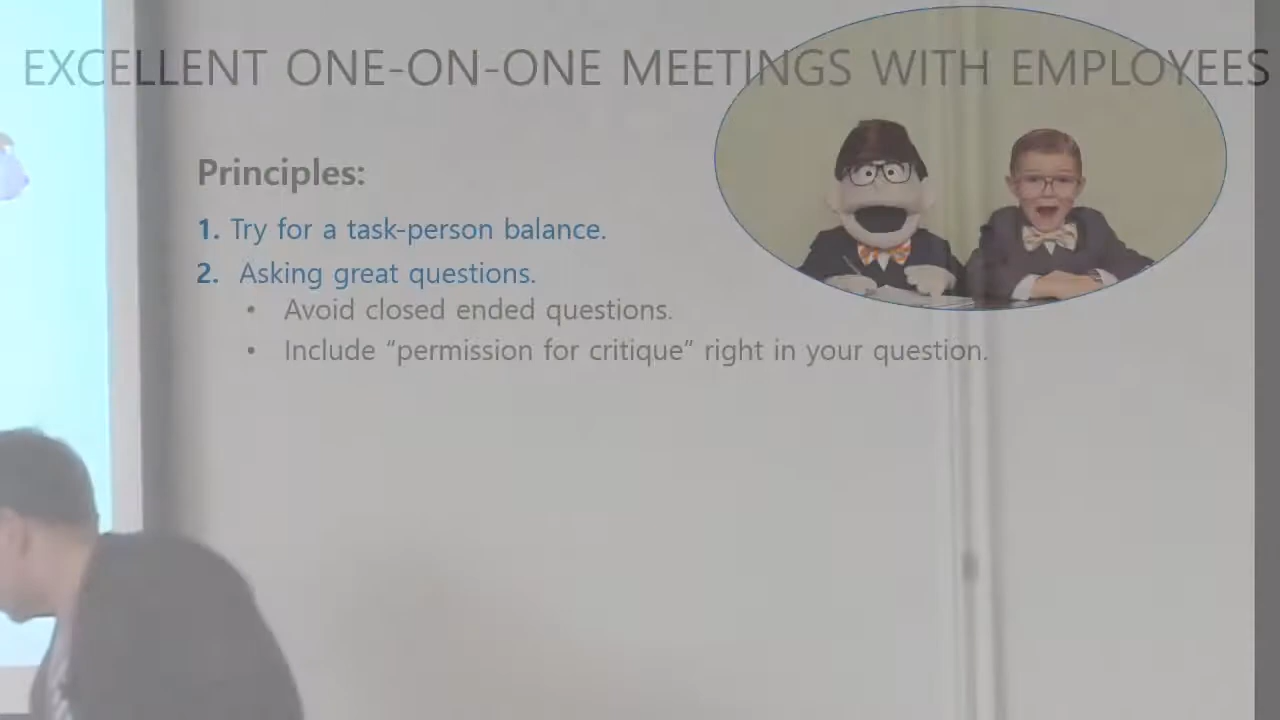 EXCELLENT ONE-ON-ONE MEETINGS WITH EMPLOYEES
Principles:
1. Try for a task-person balance.
2. Asking great questions.
• Avoid closed ended questions.
• Include “permission for critique” right in your question.